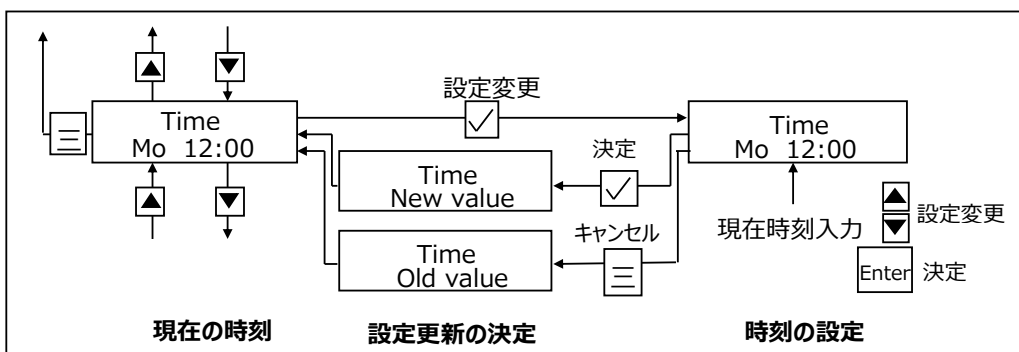 設定変更
Time
Mo 12:00
Time
Mo 12:00
決定
Time
New value
現在時刻入力
設定変更
キャンセル
Time
Old value
Enter
決定
現在の時刻
設定更新の決定
時刻の設定